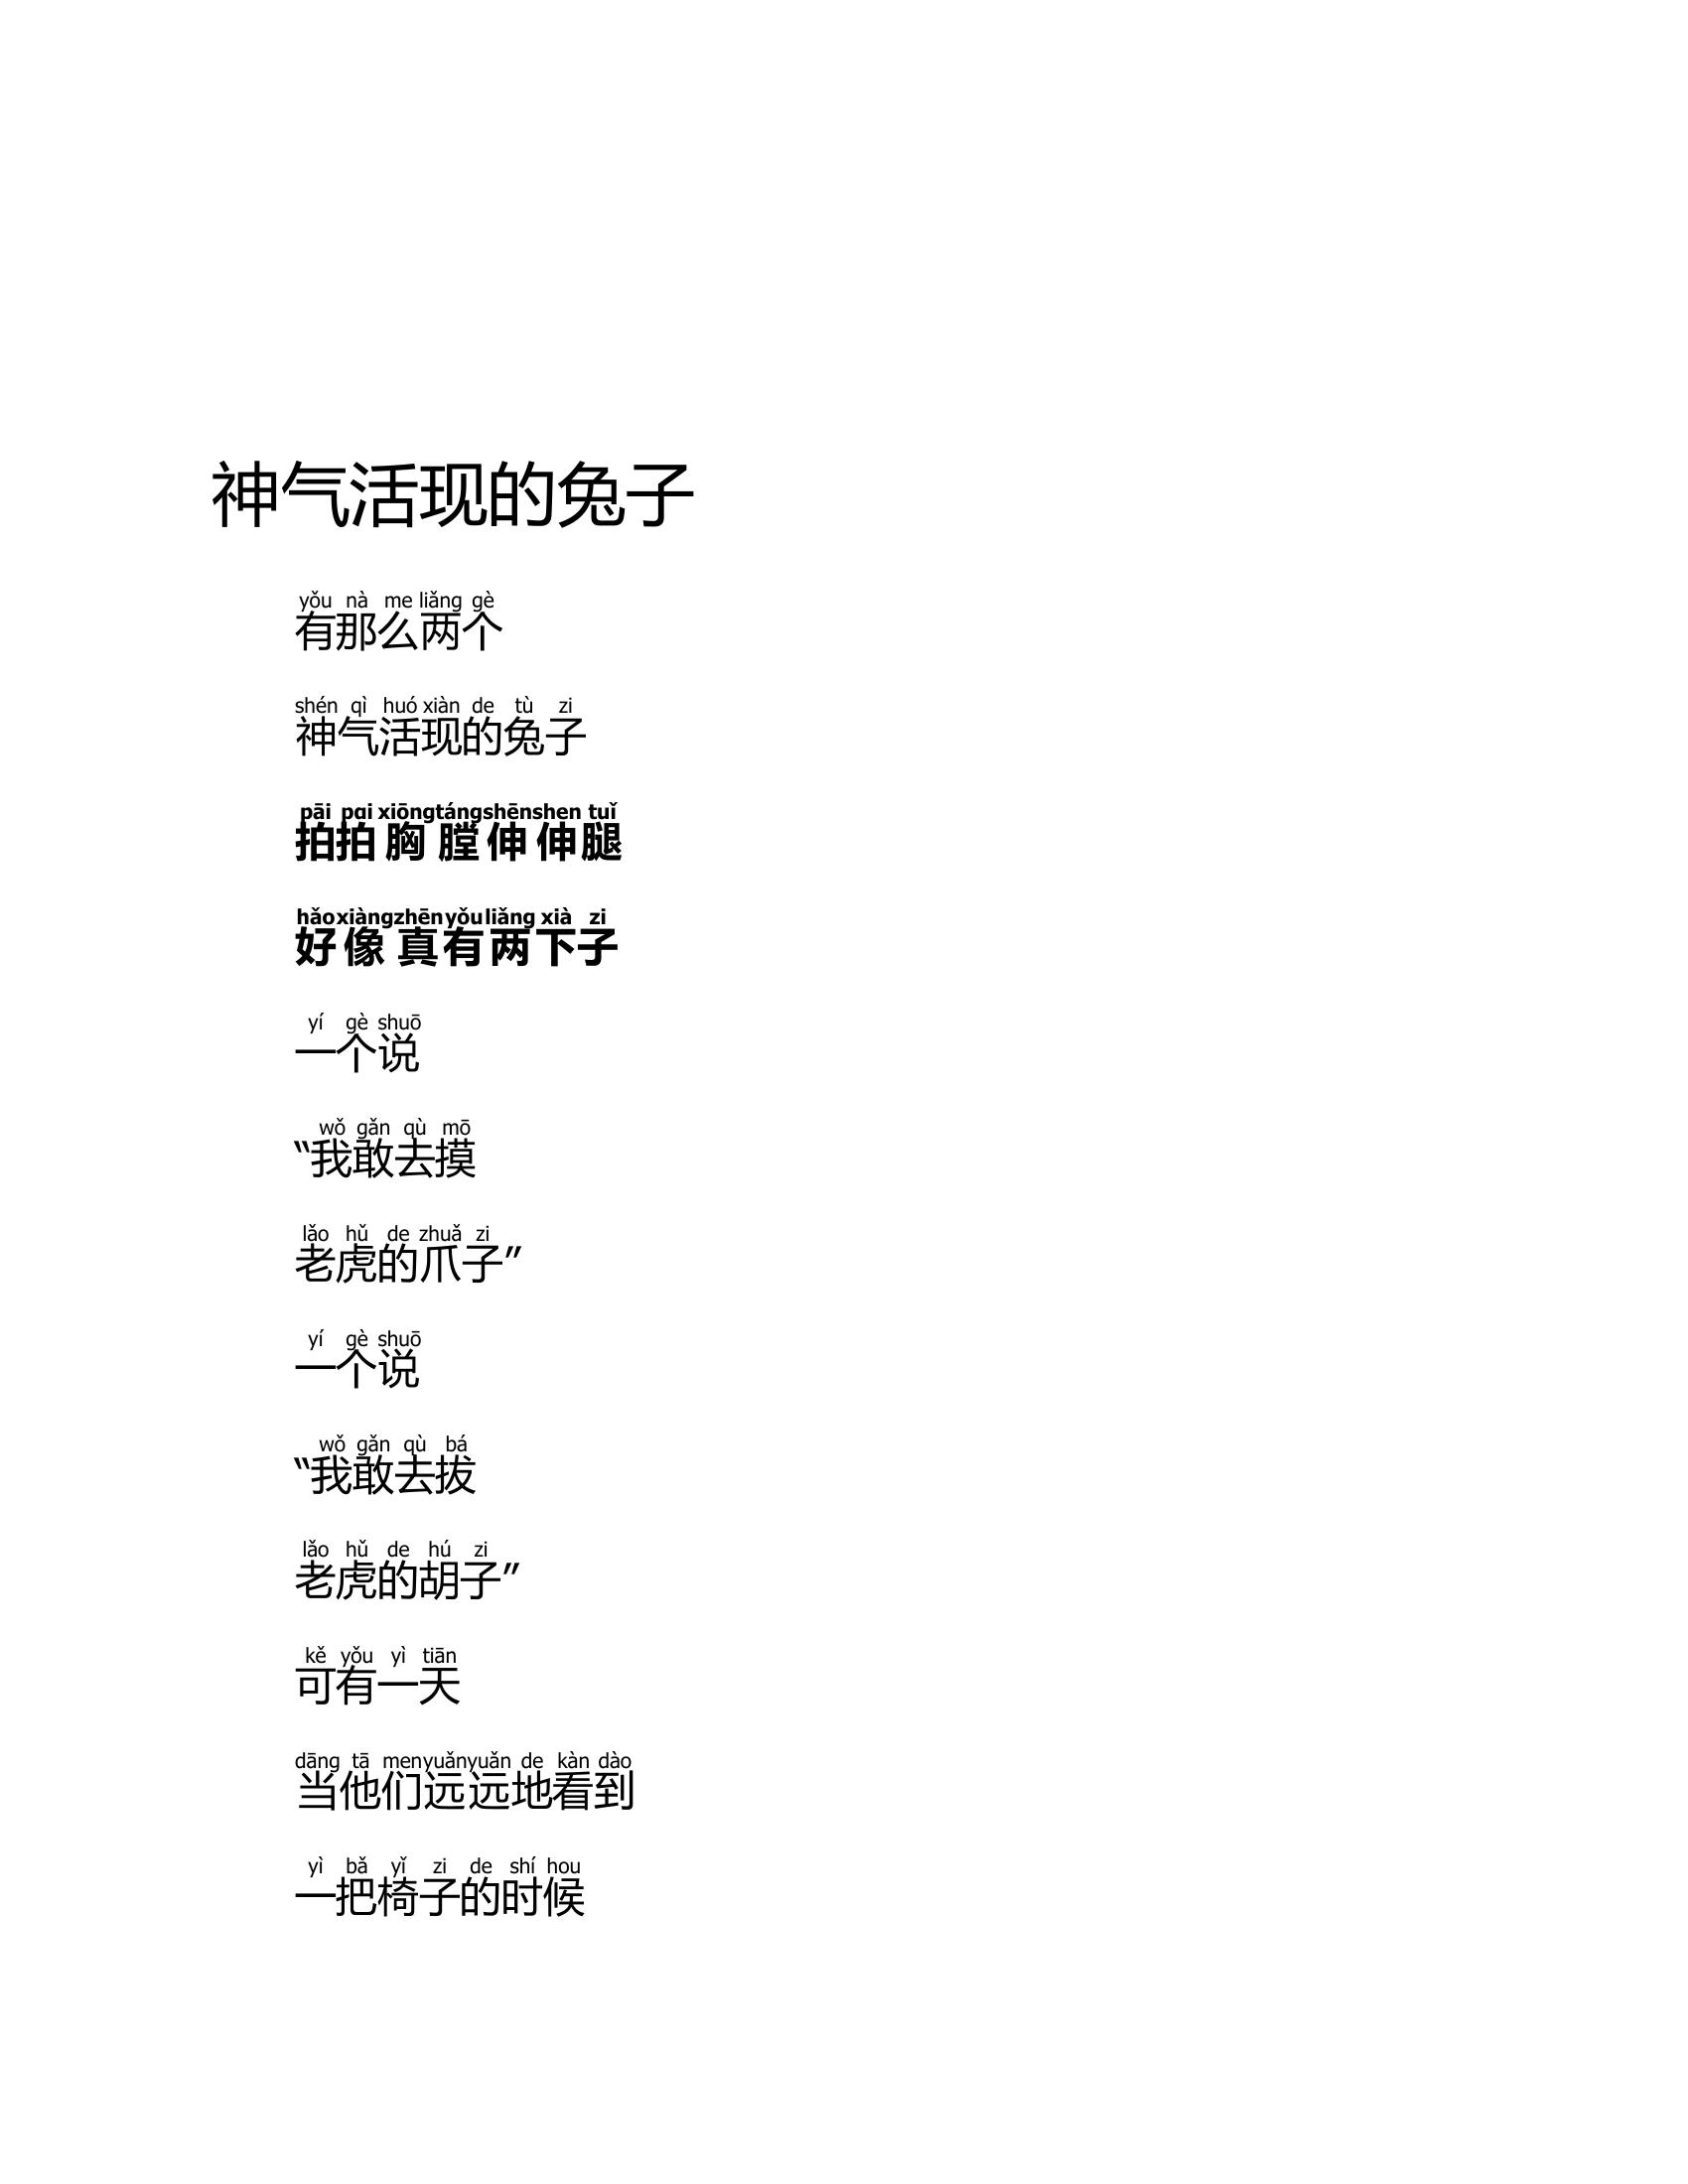 神气活现的兔子
yǒu nà me liǎng gè
有那么两个
shén qì huó xiàn de tù zi
神气活现的兔子
pāi pɑi xiōng táng shēn shen tuǐ
拍拍胸膛伸伸腿
hǎo xiàng zhēn yǒu liǎng xià zi
好像真有两下子
yí gè shuō
一个说
wǒ gǎn qù mō
“我敢去摸
lǎo hǔ de zhuǎ zi
老虎的爪子”
yí gè shuō
一个说
wǒ gǎn qù bá
“我敢去拔
lǎo hǔ de hú zi
老虎的胡子”
kě yǒu yì tiān
可有一天
dāng tā men yuǎn yuǎn de kàn dào
当他们远远地看到
yì bǎ yǐ zi de shí hou
一把椅子的时候